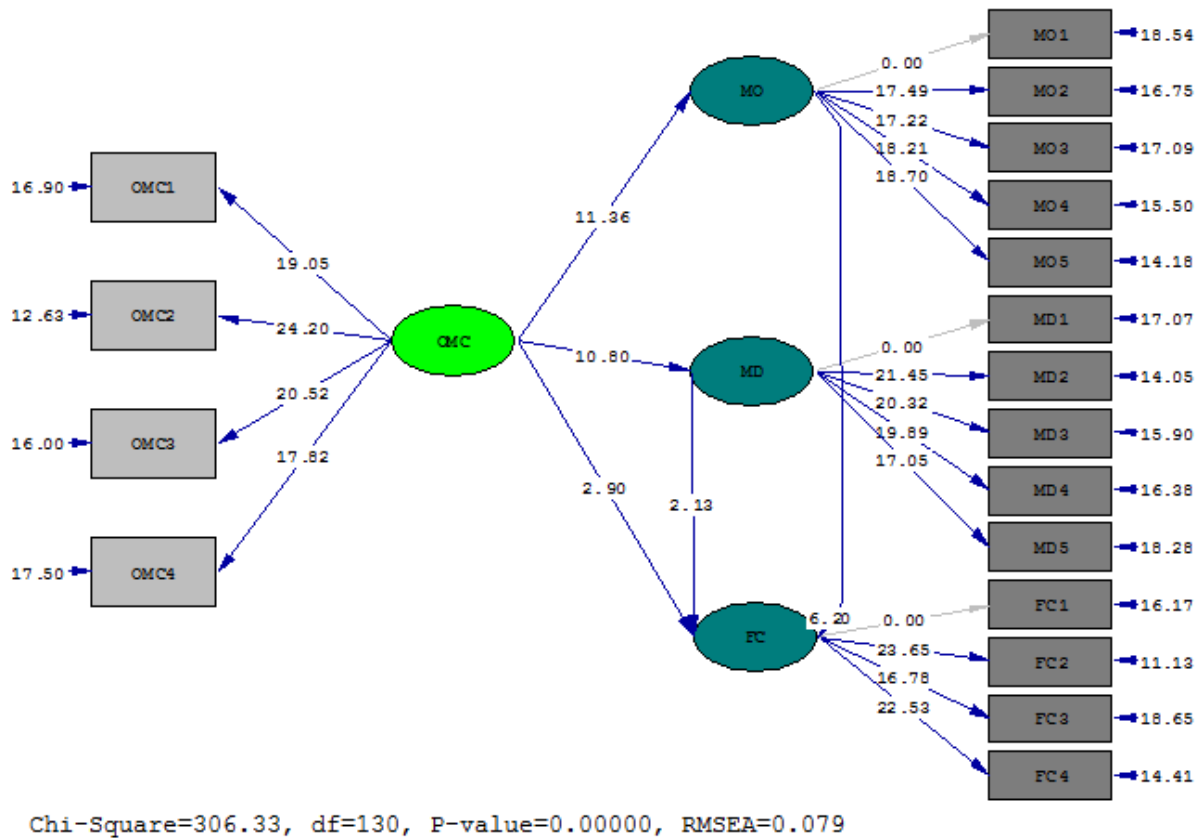 MO1
18.54
0.00
MO
MO2
17.49
16.75
17.22
MO3
17.09
18.21
18.70
OMC1
16.90
MO4
15.50
11.36
MO5
14.18
19.05
OMC2
12.63
MD1
17.07
24.20
OMC
0.00
10.80
MD
MD2
21.45
14.05
20.32
20.52
MD3
15.90
19.89
OMC3
16.00
17.05
17.82
MD4
16.38
2.90
2.13
MD5
18.28
OMC4
17.50
FC1
16.17
6.20
0.00
FC
23.65
FC2
11.13
16.78
22.53
FC3
18.65
FC4
14.41
Chi-Square=306.33, df=130, P-value=0.00000, RMSEA=0.079